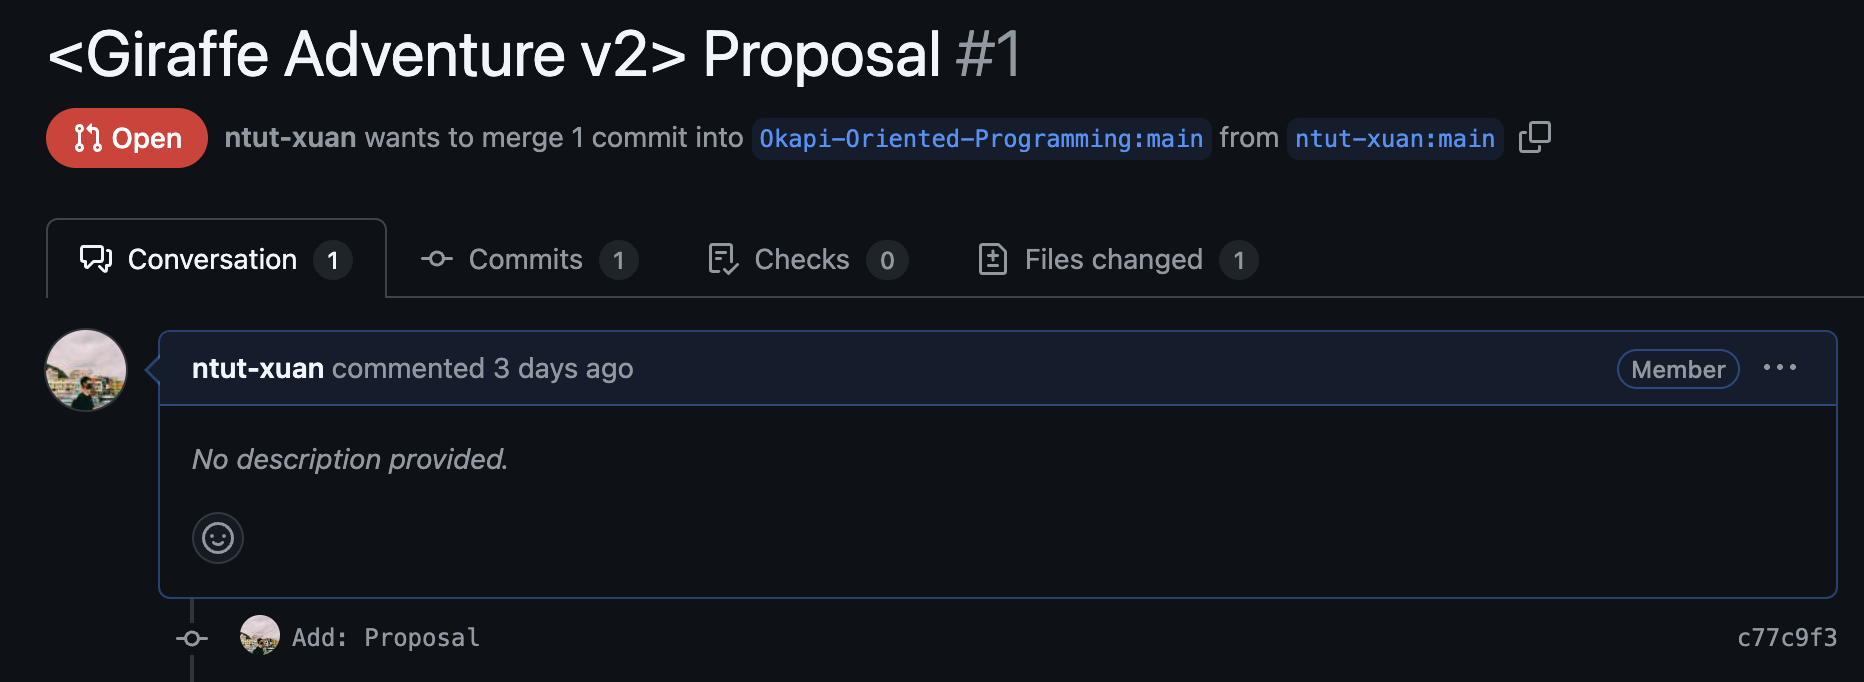 <Giraffe Adventure v2> Proposal #1
Open ntut-xuan wants to merge 1 commit into Okapi-Oriented-Programming:main from ntut-xuan:main
Conversation 1 Commits 1 Checks 0 Files changed 1
ntut-xuan commented 3 days ago Member
No description provided.
Add: Proposal c77c9f3